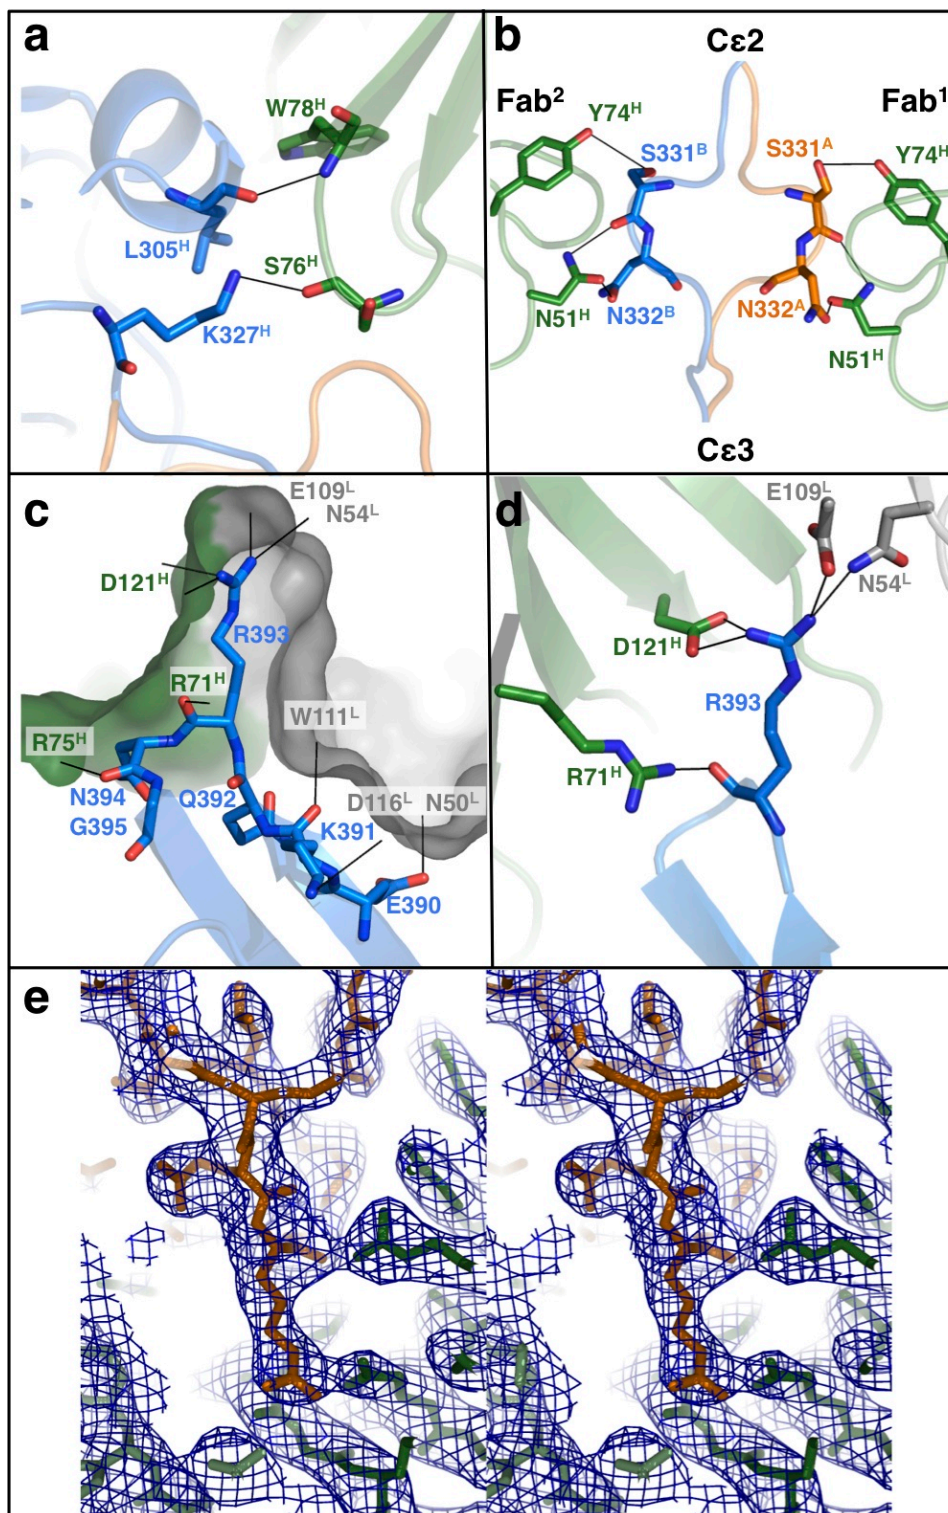 a
W78ᴴ
L305ᴴ
S76ᴴ
K327ᴴ
b
Cε2
Fab²
Fab¹
Y74ᴴ
S331ᴮ
S331ᴬ
Y74ᴴ
N51ᴴ
N332ᴮ
N332ᴬ
N51ᴴ
Cε3
c
E109ᴸ
N54ᴸ
D121ᴴ
R393
R71ᴴ
W111ᴸ
R75ᴴ
N394
Q392
D116ᴸ
N50ᴸ
G395
K391
E390
d
E109ᴸ
N54ᴸ
D121ᴴ
R393
R71ᴴ
e